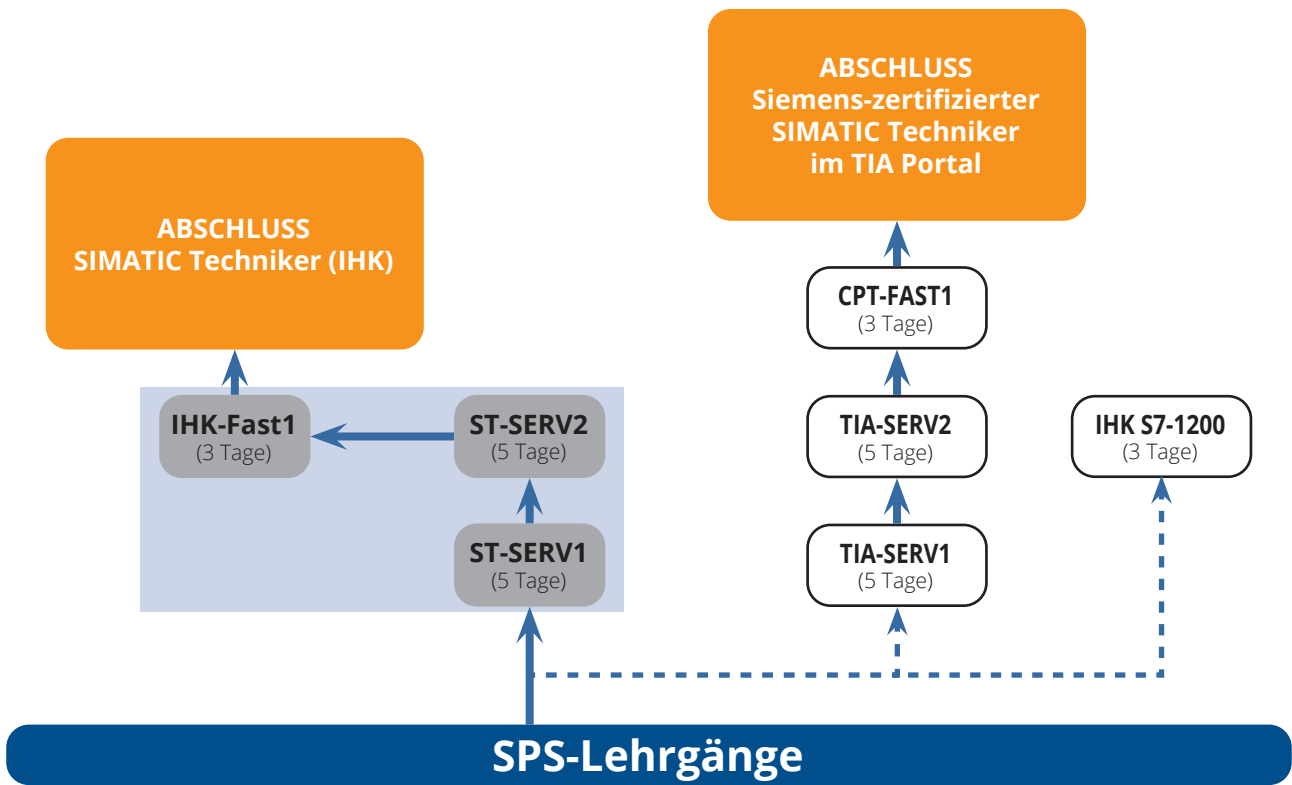 ABSCHLUSS
Siemens-zertifizierter
SIMATIC Techniker
im TIA Portal
ABSCHLUSS
SIMATIC Techniker (IHK)
CPT-FAST1
(3 Tage)
IHK-Fast1
(3 Tage)
ST-SERV2
(5 Tage)
TIA-SERV2
(5 Tage)
IHK S7-1200
(3 Tage)
ST-SERV1
(5 Tage)
TIA-SERV1
(5 Tage)
SPS-Lehrgänge